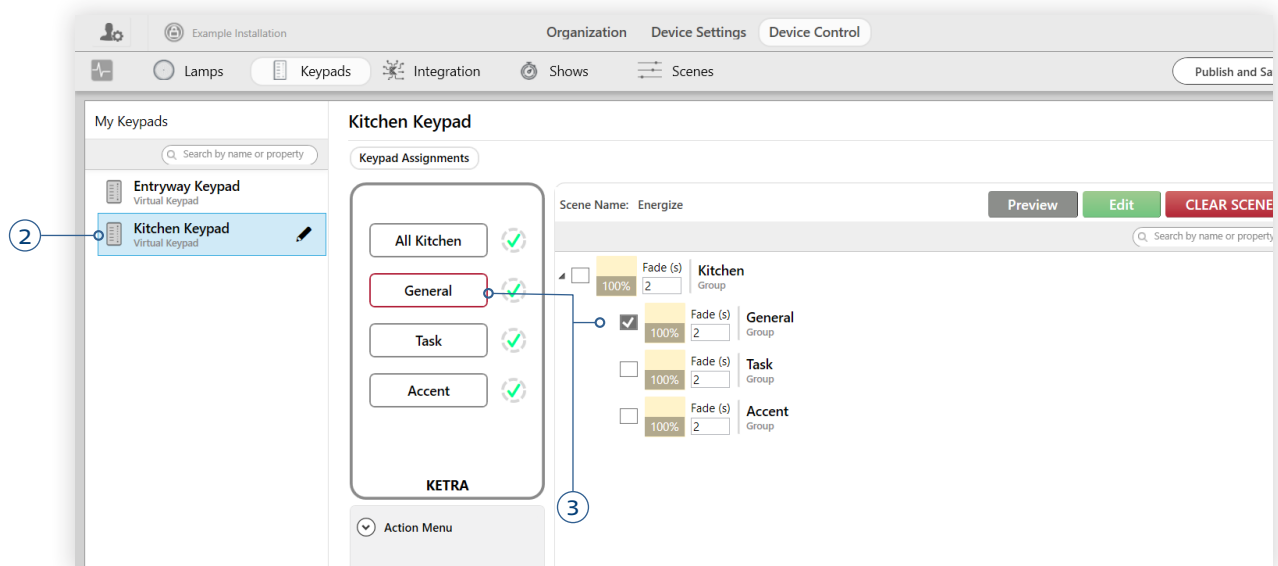 Example Installation
Organization Device Settings Device Control
Lamps Keypads Integration Shows Scenes Publish and Sa
My Keypads
Search by name or property
Entryway Keypad
Virtual Keypad
2
Kitchen Keypad
Virtual Keypad
Kitchen Keypad
Keypad Assignments
All Kitchen
General
Task
Accent
KETRA
Action Menu
Scene Name: Energize Preview Edit CLEAR SCENE
Search by name or property
100% Fade (s) 2 Kitchen
Group
100% Fade (s) 2 General
Group
100% Fade (s) 2 Task
Group
100% Fade (s) 2 Accent
Group
3